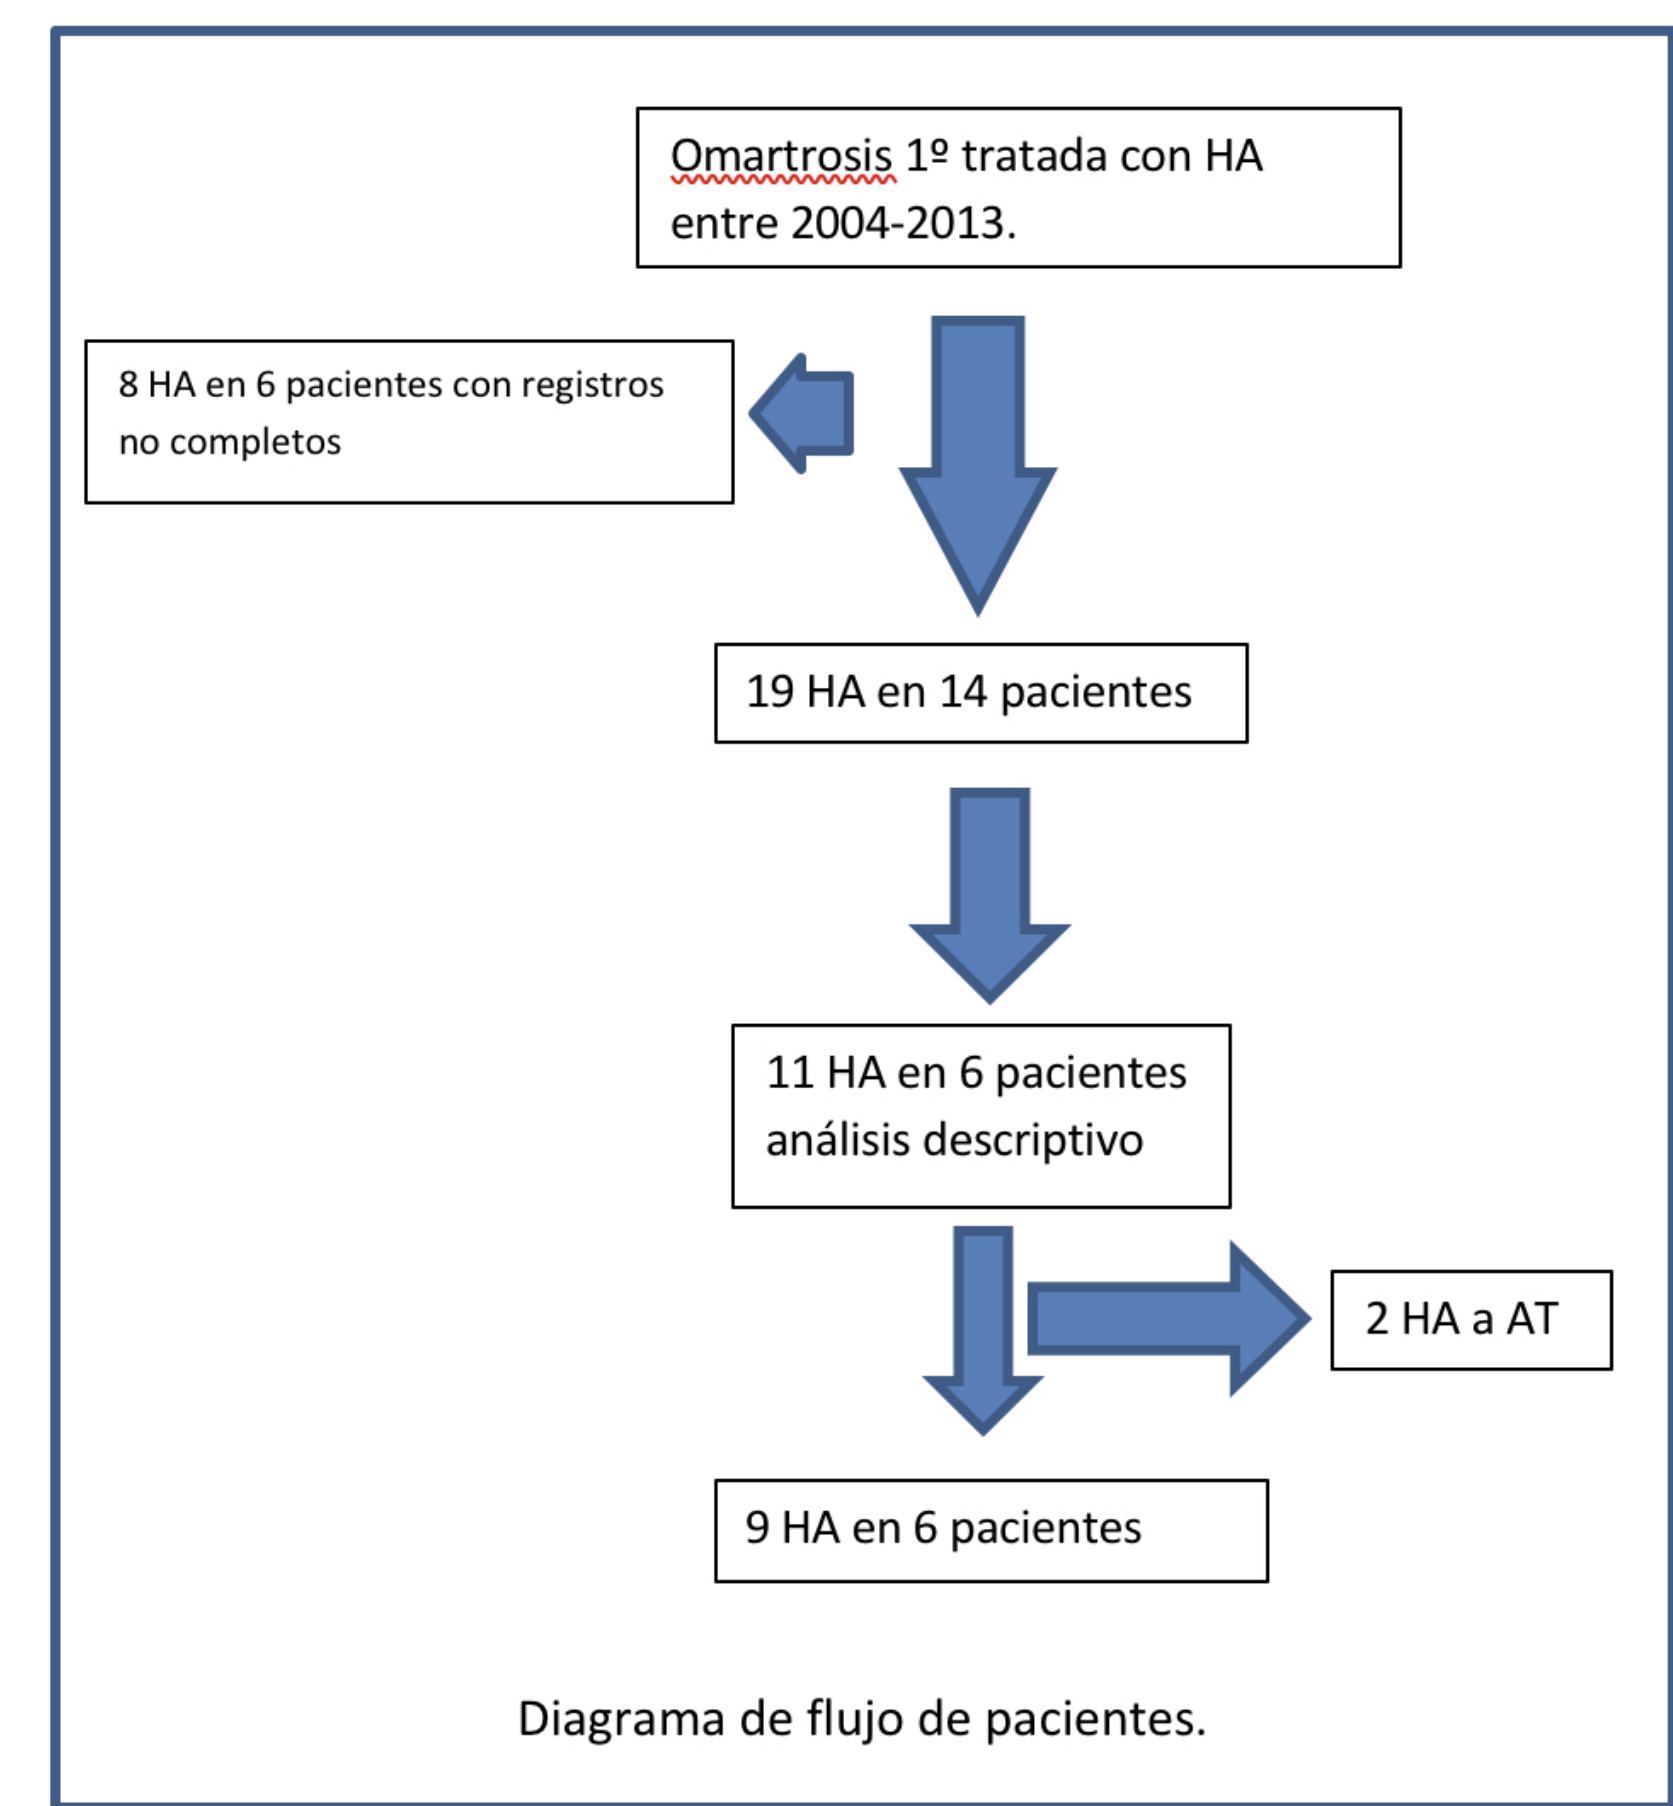 Omartrosis 1º tratada con HA
entre 2004-2013.
8 HA en 6 pacientes con registros
no completos
19 HA en 14 pacientes
11 HA en 6 pacientes
análisis descriptivo
2 HA a AT
9 HA en 6 pacientes
Diagrama de flujo de pacientes.